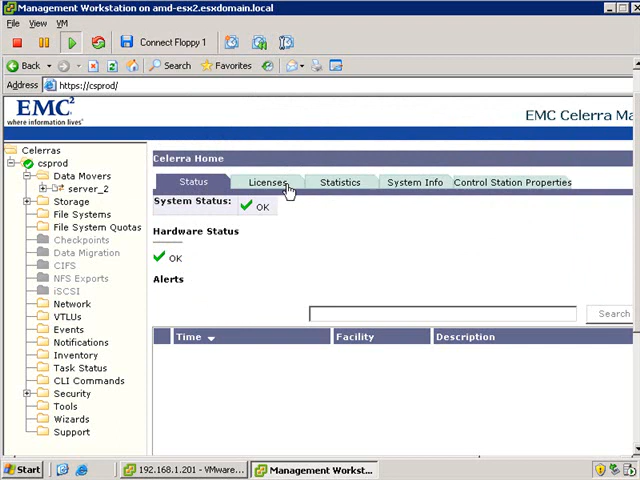 Management Workstation on amd-esx2.esxdomain.local
File View VM
Connect Floppy 1
Back Search Favorites
Address https://csprod/
EMC²
where information lives®
EMC Celerra Ma
Celerras
csprod
Data Movers
server_2
Storage
File Systems
File System Quotas
Checkpoints
Data Migration
CIFS
NFS Exports
iSCSI
Network
VTLUs
Events
Notifications
Inventory
Task Status
CLI Commands
Security
Tools
Wizards
Support
Celerra Home
Status Licenses Statistics System Info Control Station Properties
System Status: OK
Hardware Status
OK
Alerts
Search
Time Facility Description
Start 192.168.1.201 - VMware... Management Workst...